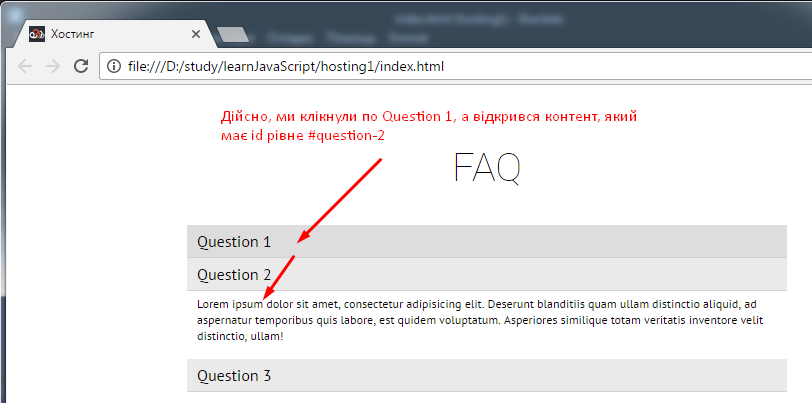 Хостинг
file:///D:/study/learnJavaScript/hosting1/index.html
Дійсно, ми клікнули по Question 1, а відкрився контент, який
має id рівне #question-2
FAQ
Question 1
Question 2
Lorem ipsum dolor sit amet, consectetur adipisicing elit. Deserunt blanditiis quam ullam distinctio aliquid, ad
aspernatur temporibus quis labore, est quidem voluptatum. Asperiores similique totam veritatis inventore velit
distinctio, ullam!
Question 3